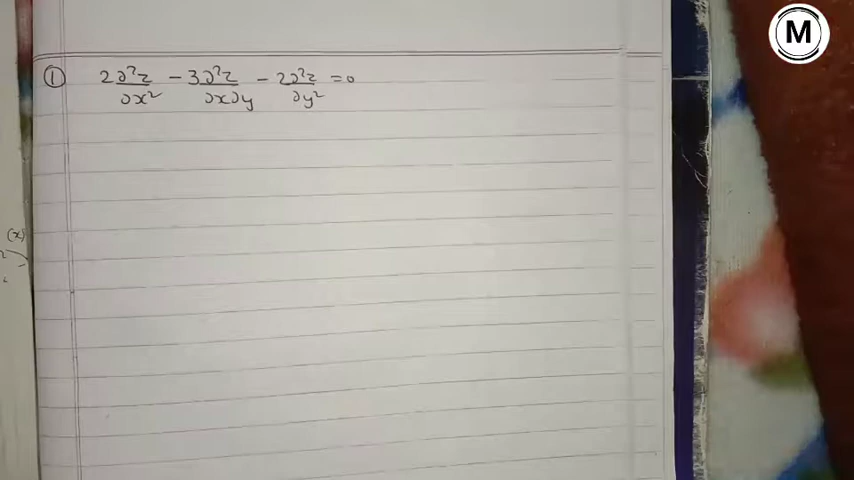 M
① 2∂²z/∂x² - 3∂²z/∂x∂y - 2∂²z/∂y² = 0
(x)